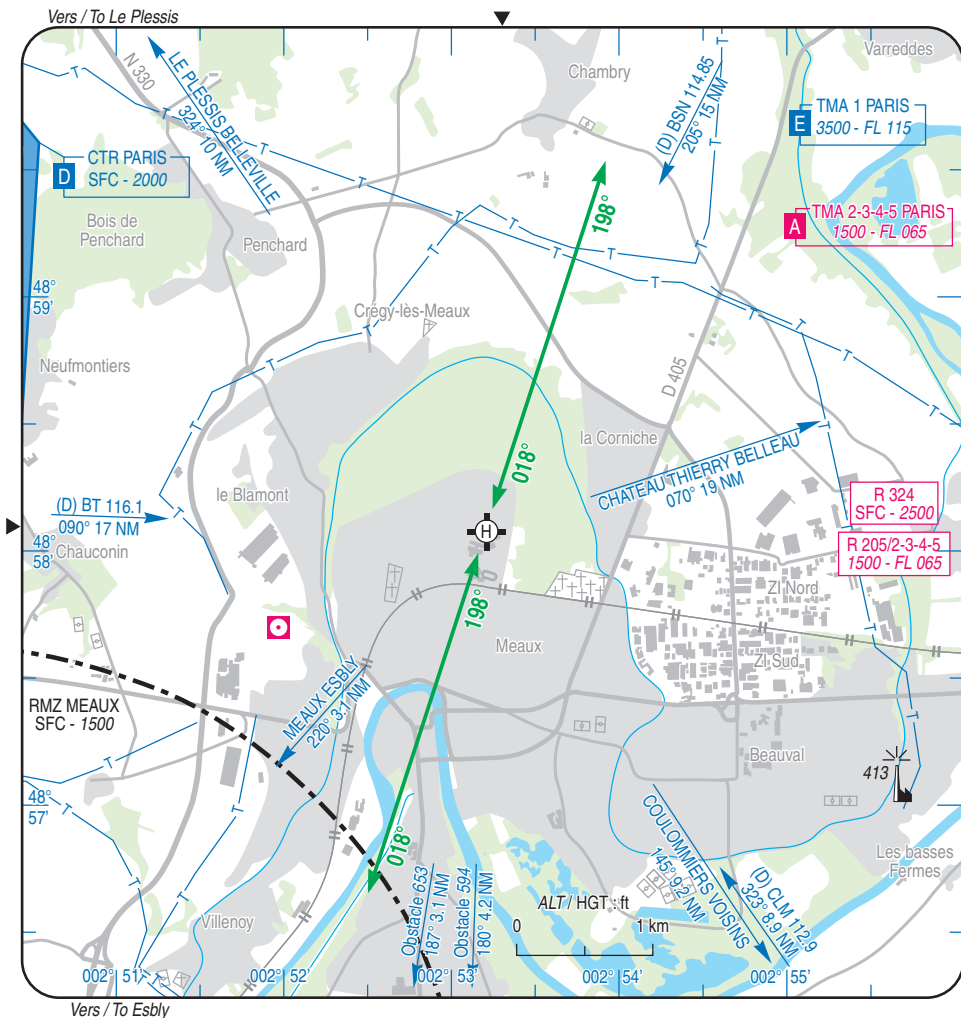 Vers / To Le Plessis
N 330
LE PLESSIS BELLEVILLE
324° 10 NM
Chambry
Varreddes
(D) BSN 114.85
205° 15 NM
E
TMA 1 PARIS
3500 - FL 115
D
CTR PARIS
SFC - 2000
A
TMA 2-3-4-5 PARIS
1500 - FL 065
Bois de
Penchard
Penchard
198°
48°
59'
Crégy-lès-Meaux
Neufmontiers
D 405
la Corniche
018°
CHATEAU THIERRY BELLEAU
070° 19 NM
le Blamont
(D) BT 116.1
090° 17 NM
R 324
SFC - 2500
R 205/2-3-4-5
1500 - FL 065
H
48°
58'
Chauconin
198°
ZI Nord
Meaux
ZI Sud
MEAUX ESBLY
220° 3.1 NM
RMZ MEAUX
SFC - 1500
Beauval
413
48°
57'
018°
COULOMMIERS VOISINS
145° 9.2 NM
(D) CLM 112.9
323° 8.9 NM
Les basses
Fermes
Villenoy
Obstacle 653
187° 3.1 NM
Obstacle 594
180° 4.2 NM
ALT / HGT : ft
0 1 km
002° 51' 002° 52' 002° 53' 002° 54' 002° 55'
Vers / To Esbly